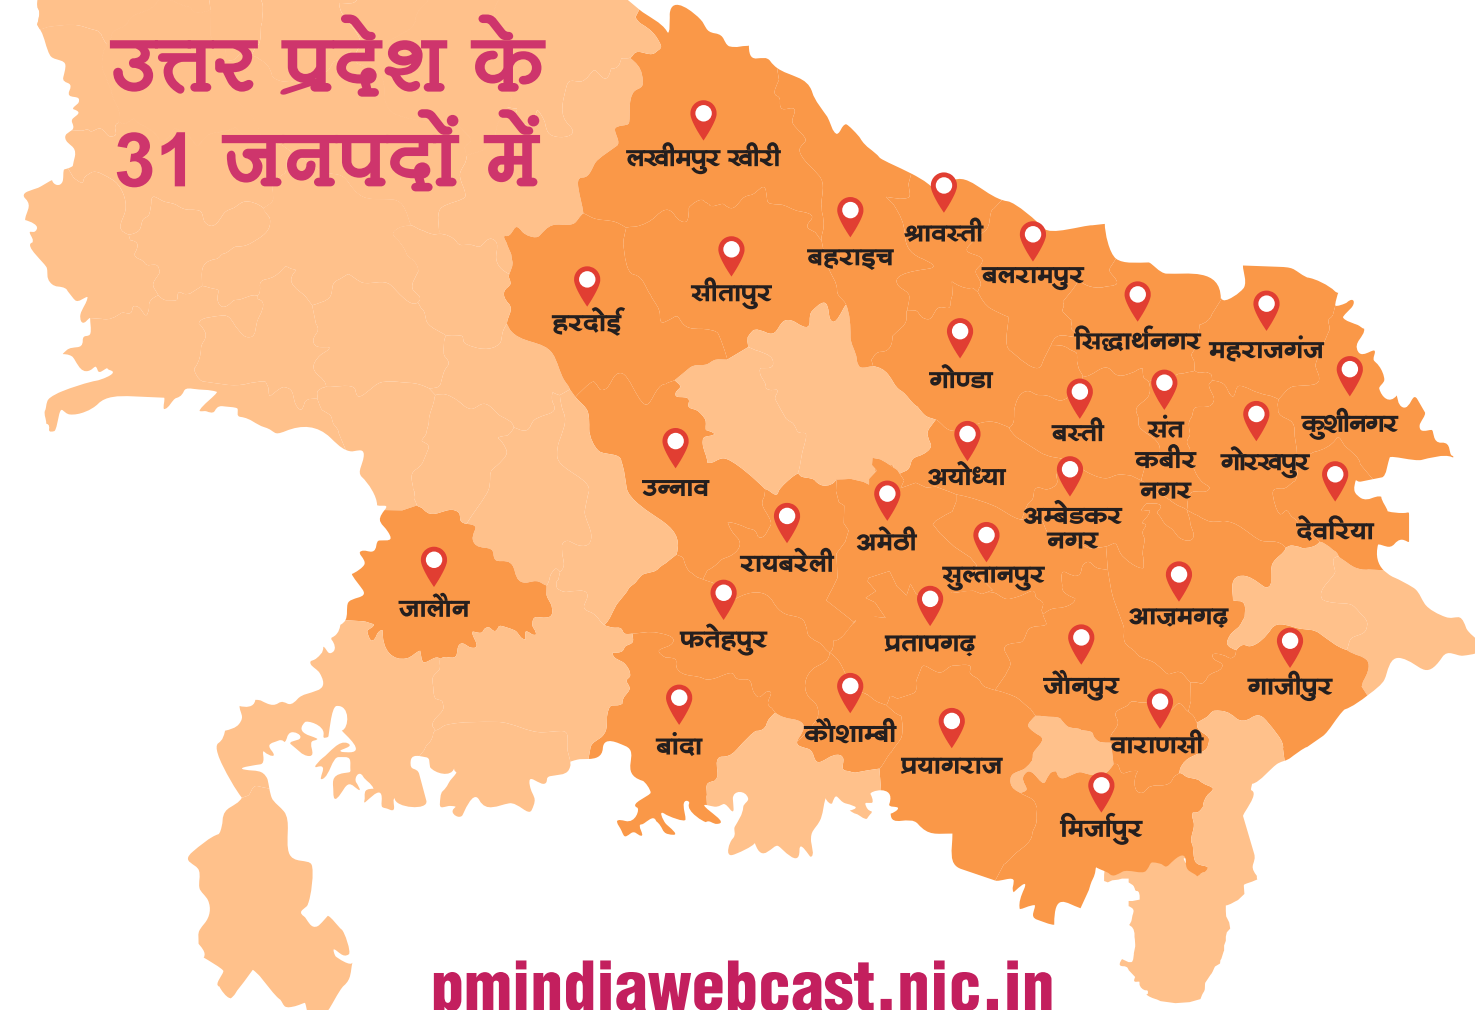 उत्तर प्रदेश के
31 जनपदों में
लखीमपुर खीरी
श्रावस्ती
बहराइच
बलरामपुर
सीतापुर
हरदोई
सिद्धार्थनगर
महराजगंज
गोण्डा
कुशीनगर
बस्ती
संत
कबीर
नगर
गोरखपुर
अयोध्या
उन्नाव
अम्बेडकर
नगर
देवरिया
अमेठी
रायबरेली
सुल्तानपुर
जालौन
आज़मगढ़
फतेहपुर
प्रतापगढ़
जौनपुर
गाजीपुर
बांदा
कौशाम्बी
वाराणसी
प्रयागराज
मिर्जापुर
pmindiawebcast.nic.in